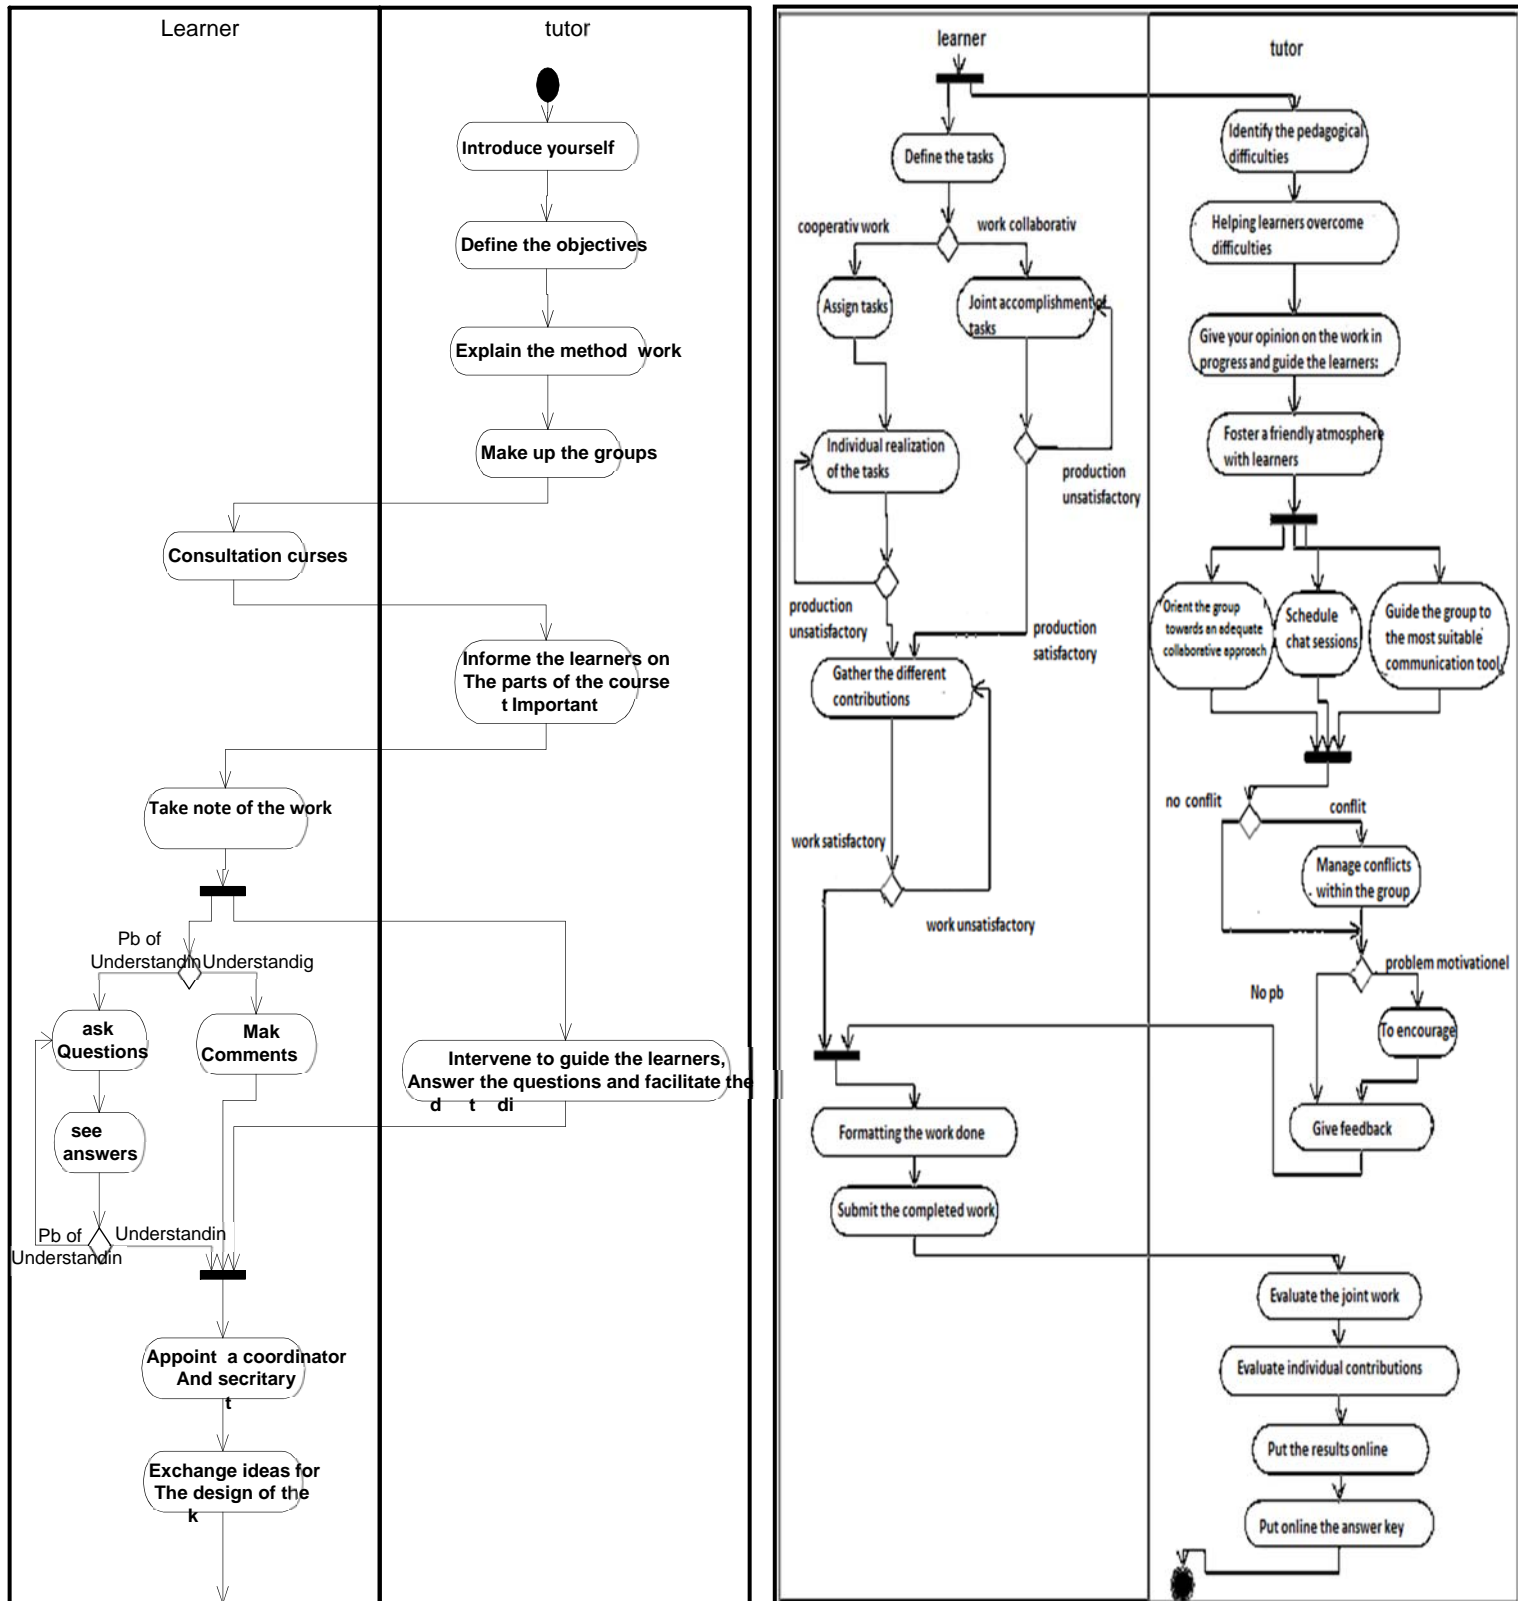 Learner
tutor
Introduce yourself
Define the objectives
Explain the method  work
Make up the groups
Consultation curses
Informe the learners on
The parts of the course
t Important
Take note of the work
Pb of
Understandin
Understandig
ask
Questions
Mak
Comments
Intervene to guide the learners,
Answer the questions and facilitate the
d t di
see
answers
Pb of
Understandin
Understandin
Appoint  a coordinator
And secritary
t
Exchange ideas for
The design of the
k
learner
tutor
Define the tasks
Identify the pedagogical
difficulties
cooperativ work
work collaborativ
Helping learners overcome
difficulties
Assign tasks
Joint accomplishment of
tasks
Give your opinion on the work in
progress and guide the learners:
Individual realization
of the tasks
production
unsatisfactory
Foster a friendly atmosphere
with learners
production
unsatisfactory
production
satisfactory
Orient the group
towards an adequate
collaborative approach
Schedule
chat sessions
Guide the group to
the most suitable
communication tool
Gather the different
contributions
no conflit
conflit
work satisfactory
work unsatisfactory
Manage conflicts
within the group
problem motivationel
No pb
To encourage
Give feedback
Formatting the work done
Submit the completed work
Evaluate the joint work
Evaluate individual contributions
Put the results online
Put online the answer key